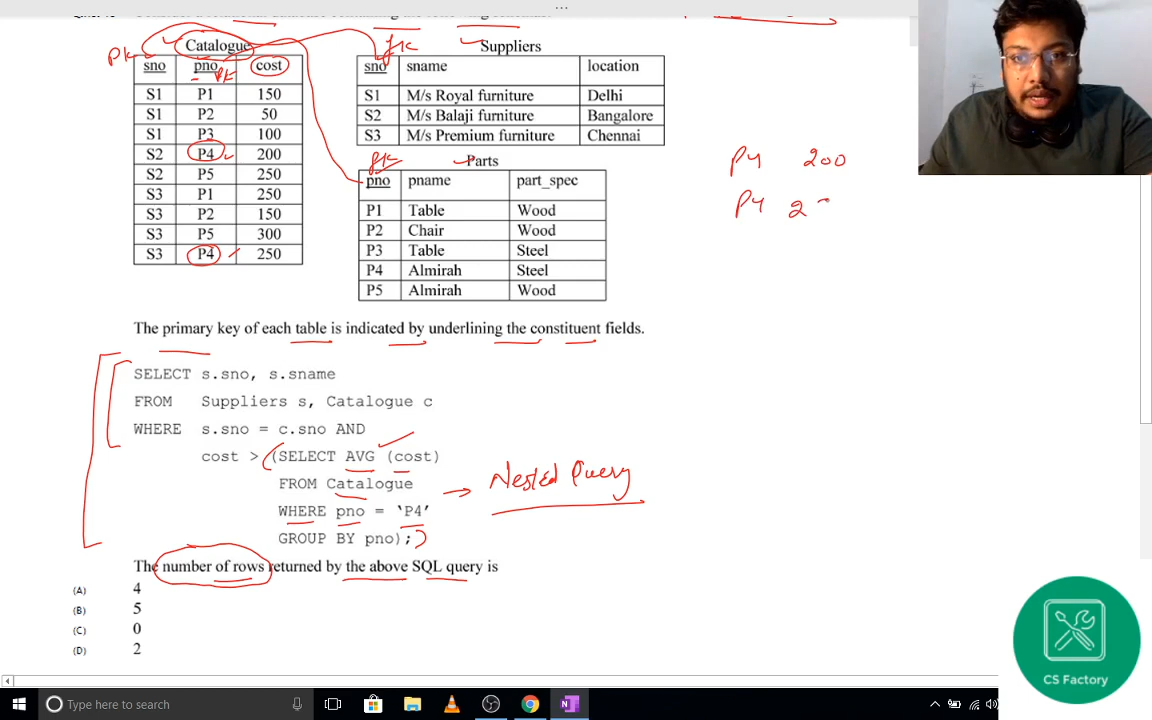 Catalogue
sno pno cost
S1 P1 150
S1 P2 50
S1 P3 100
S2 P4 200
S2 P5 250
S3 P1 250
S3 P2 150
S3 P5 300
S3 P4 250
PK
PK
fk
Suppliers
sno sname location
S1 M/s Royal furniture Delhi
S2 M/s Balaji furniture Bangalore
S3 M/s Premium furniture Chennai
fk
Parts
pno pname part_spec
P1 Table Wood
P2 Chair Wood
P3 Table Steel
P4 Almirah Steel
P5 Almirah Wood
P4 200
P4 2
The primary key of each table is indicated by underlining the constituent fields.
SELECT s.sno, s.sname
FROM Suppliers s, Catalogue c
WHERE s.sno = c.sno AND
cost > (SELECT AVG (cost)
FROM Catalogue
WHERE pno = ‘P4’
GROUP BY pno);
)
Nested Query
The number of rows returned by the above SQL query is
(A) 4
(B) 5
(C) 0
(D) 2
CS Factory
Type here to search